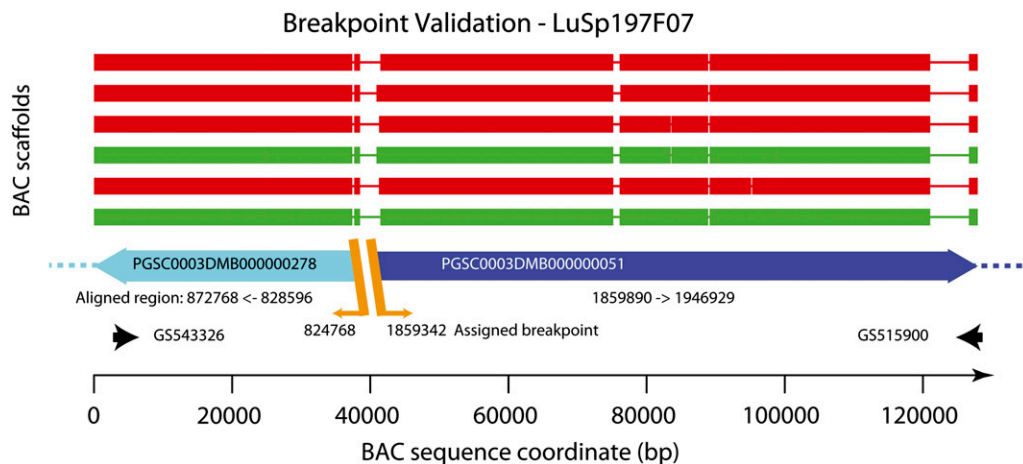 Breakpoint Validation - LuSp197F07
BAC scaffolds
PGSC0003DMB000000278
PGSC0003DMB000000051
Aligned region: 872768 <- 828596
1859890 -> 1946929
824768
1859342
Assigned breakpoint
GS543326
GS515900
0
20000
40000
60000
80000
100000
120000
BAC sequence coordinate (bp)